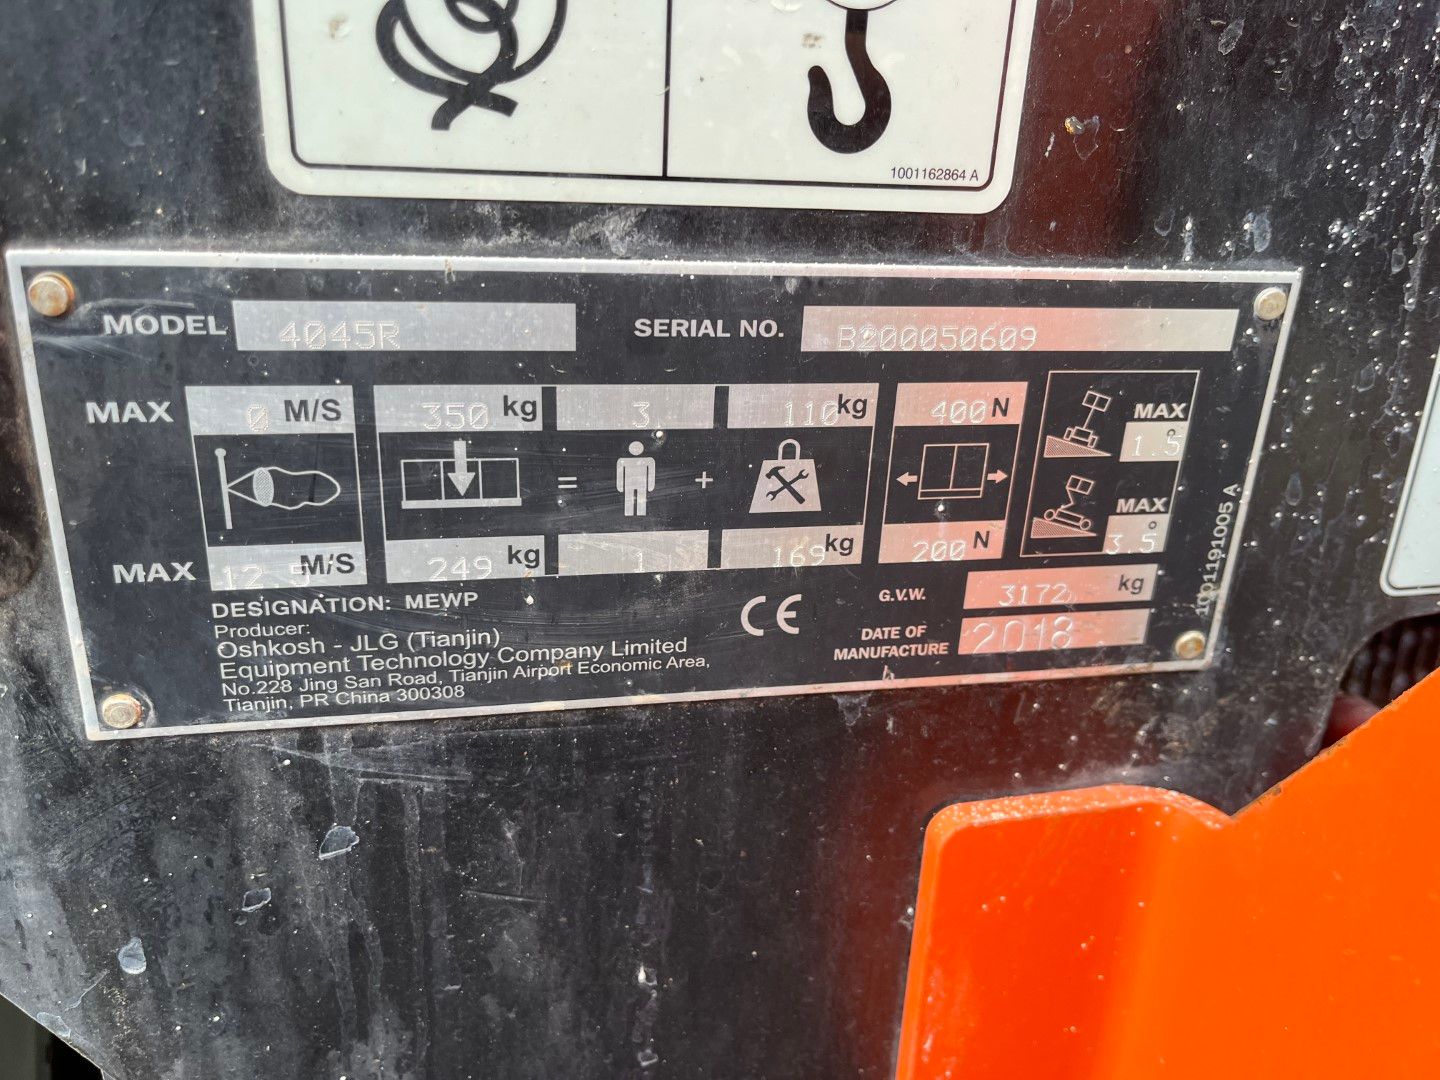 1001162864 A
MODEL 4045R SERIAL NO. B200050609
MAX 0 M/S 350 kg 3 110 kg 400 N MAX 1.5°
= +
MAX 12.5 M/S 249 kg 1 169 kg 200 N MAX 3.5°
1001191005 A
DESIGNATION: MEWP
Producer:
Oshkosh - JLG (Tianjin)
Equipment Technology Company Limited
No.228 Jing San Road, Tianjin Airport Economic Area,
Tianjin, PR China 300308
CE
G.V.W. 3172 kg
DATE OF
MANUFACTURE 2018